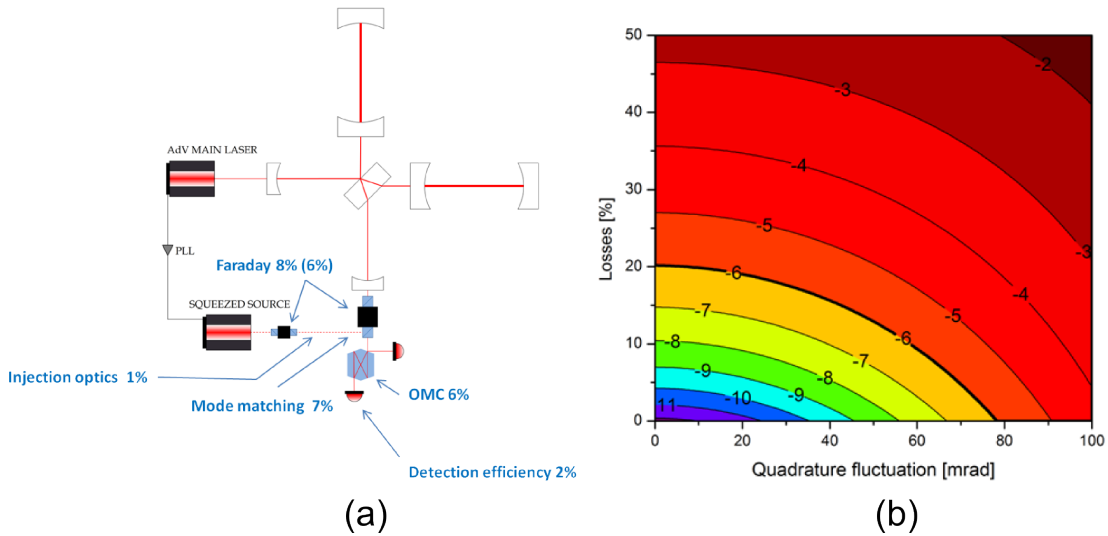 AdV MAIN LASER
PLL
Faraday 8% (6%)
SQUEEZED SOURCE
Injection optics 1%
Mode matching 7%
OMC 6%
Detection efficiency 2%
(a)
50
40
30
20
10
0
Losses [%]
-2
-3
-3
-4
-4
-5
-5
-6
-6
-7
-7
-8
-8
-9
-9
-10
11
0
20
40
60
80
100
Quadrature fluctuation [mrad]
(b)